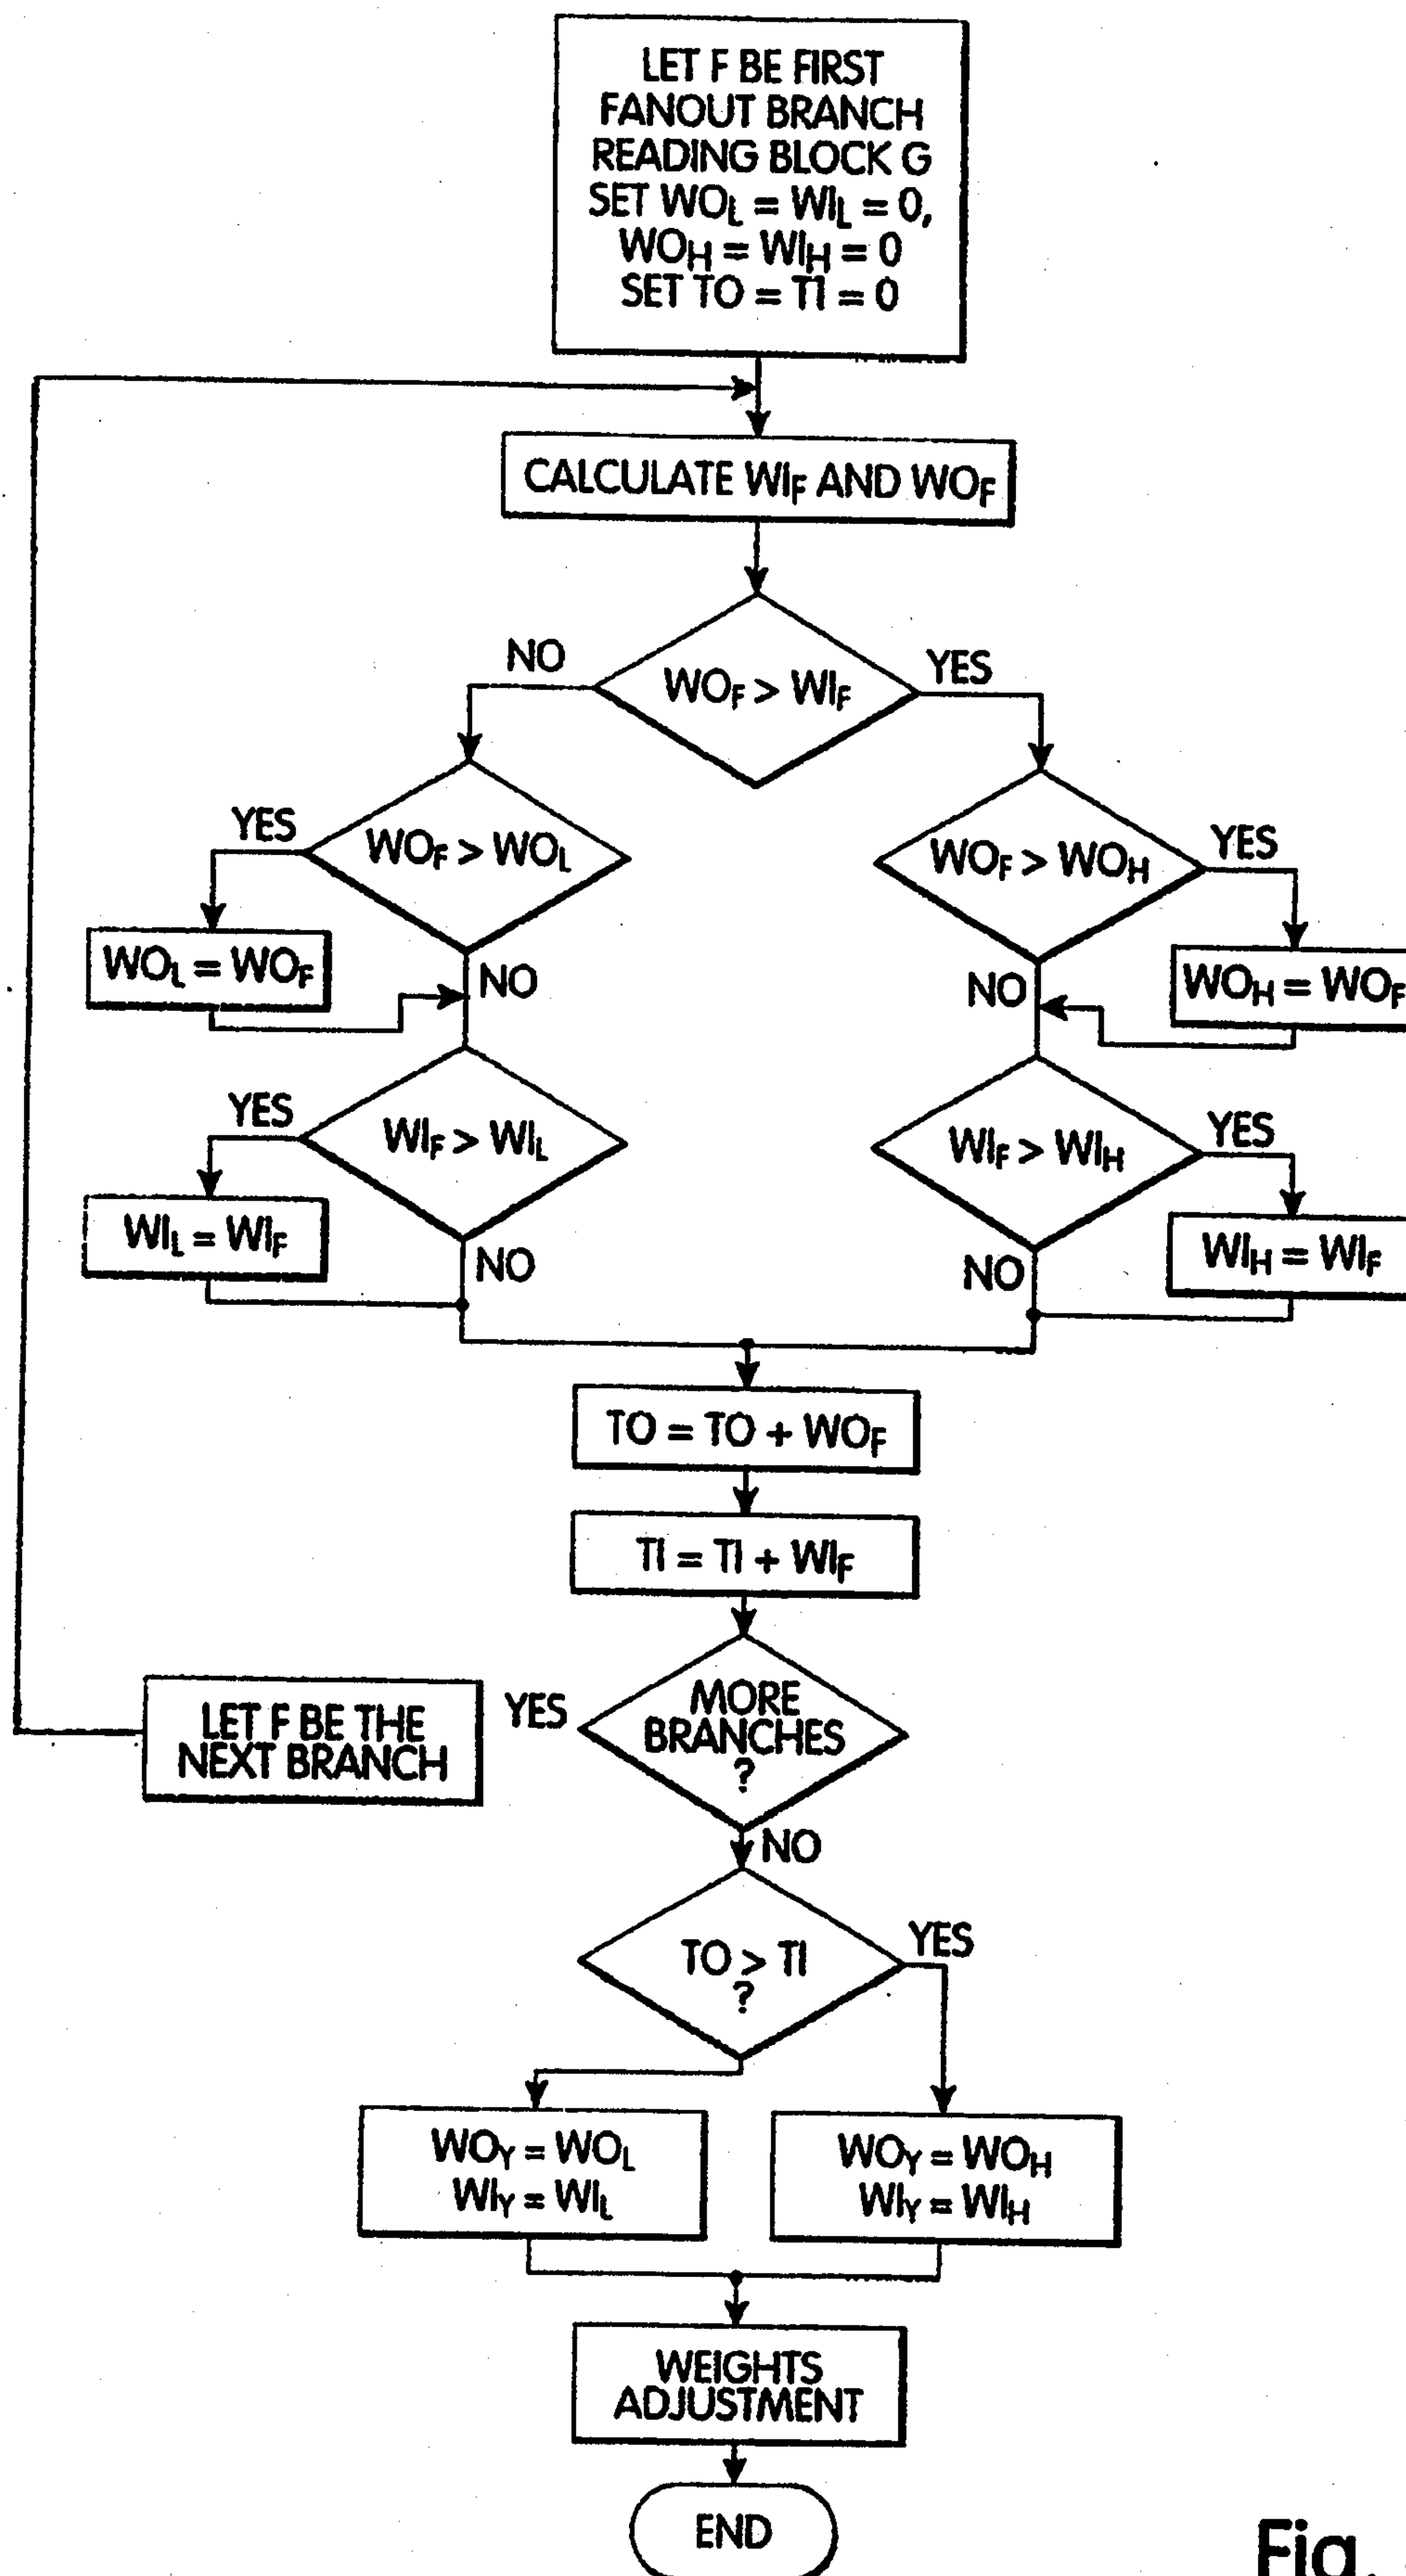 LET F BE FIRST
FANOUT BRANCH
READING BLOCK G
SET WOL = WIL = 0,
WOH = WIH = 0
SET TO = TI = 0
CALCULATE WIF AND WOF
NO
WOF > WIF
YES
YES
WOF > WOL
WOF > WOH
YES
WOL = WOF
NO
NO
WOH = WOF
YES
WIF > WIL
WIF > WIH
YES
WIL = WIF
NO
NO
WIH = WIF
TO = TO + WOF
TI = TI + WIF
LET F BE THE
NEXT BRANCH
YES
MORE
BRANCHES
?
NO
TO > TI
?
YES
WOY = WOL
WIY = WIL
WOY = WOH
WIY = WIH
WEIGHTS
ADJUSTMENT
END
Fig.